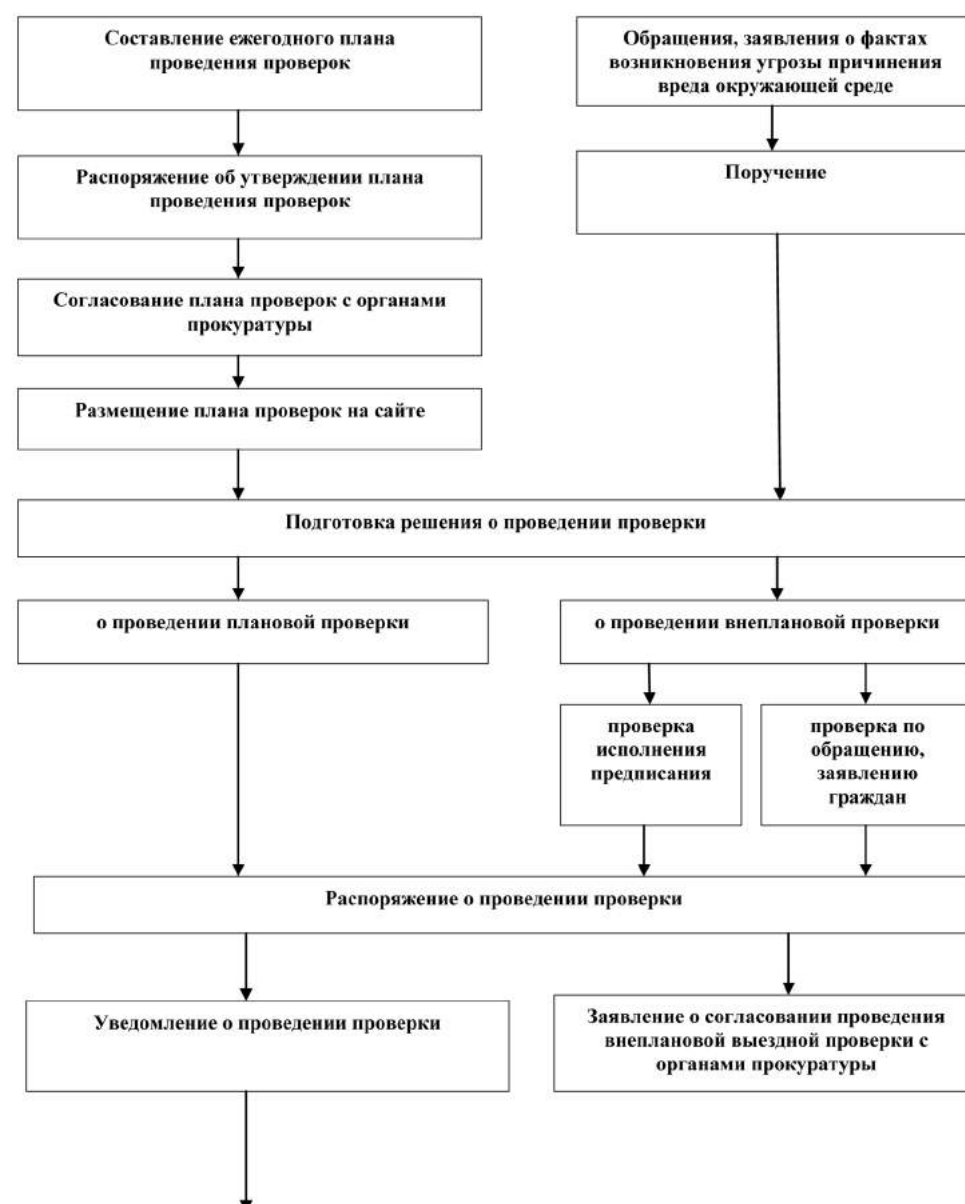 Составление ежегодного плана
проведения проверок
Обращения, заявления о фактах
возникновения угрозы причинения
вреда окружающей среде
Распоряжение об утверждении плана
проведения проверок
Поручение
Согласование плана проверок с органами
прокуратуры
Размещение плана проверок на сайте
Подготовка решения о проведении проверки
о проведении плановой проверки
о проведении внеплановой проверки
проверка
исполнения
предписания
проверка по
обращению,
заявлению
граждан
Распоряжение о проведении проверки
Уведомление о проведении проверки
Заявление о согласовании проведения
внеплановой выездной проверки с
органами прокуратуры